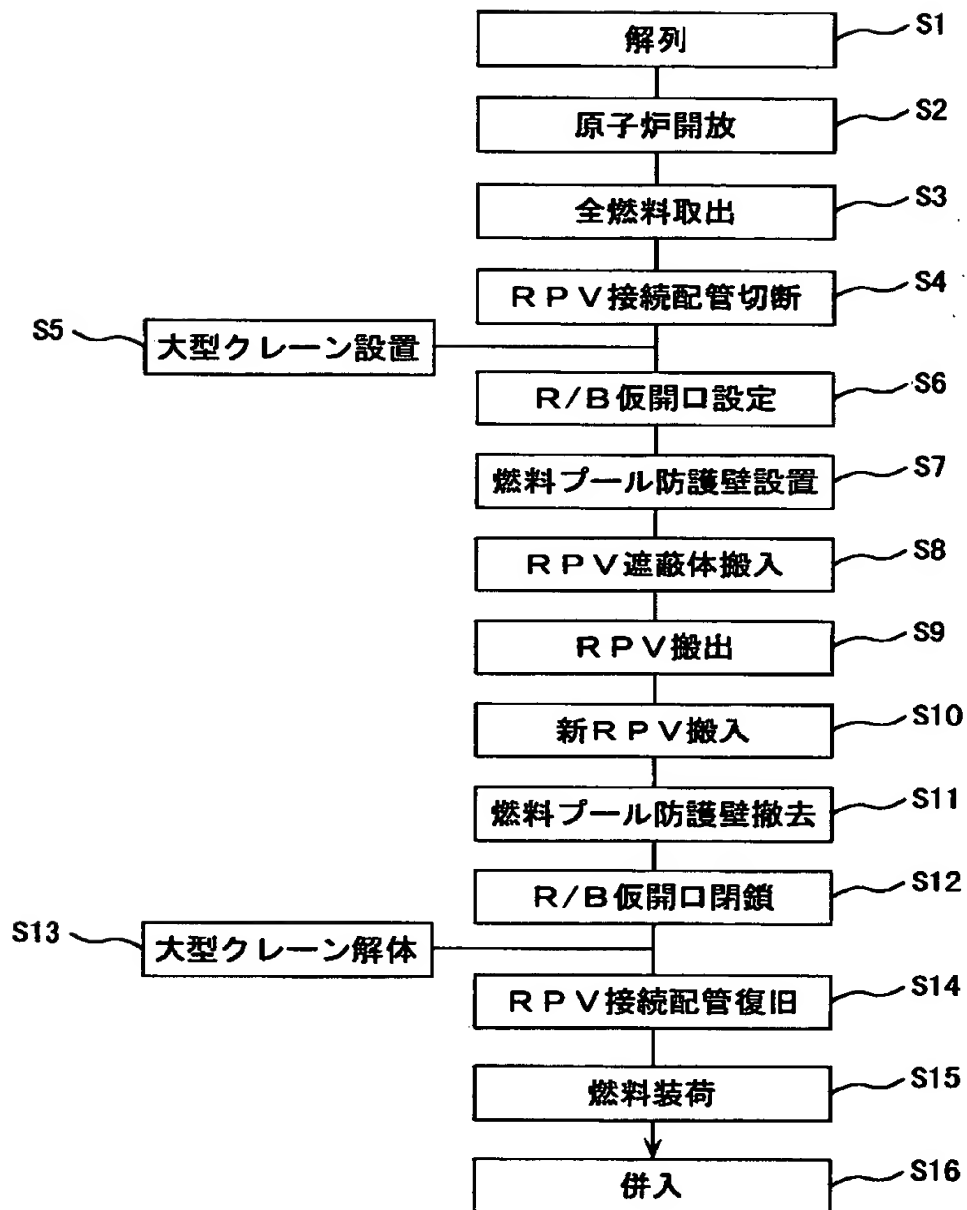 解列 S1
原子炉開放 S2
全燃料取出 S3
RPV接続配管切断 S4
S5 大型クレーン設置
R/B仮開口設定 S6
燃料プール防護壁設置 S7
RPV遮蔽体搬入 S8
RPV搬出 S9
新RPV搬入 S10
燃料プール防護壁撤去 S11
R/B仮開口閉鎖 S12
S13 大型クレーン解体
RPV接続配管復旧 S14
燃料装荷 S15
併入 S16